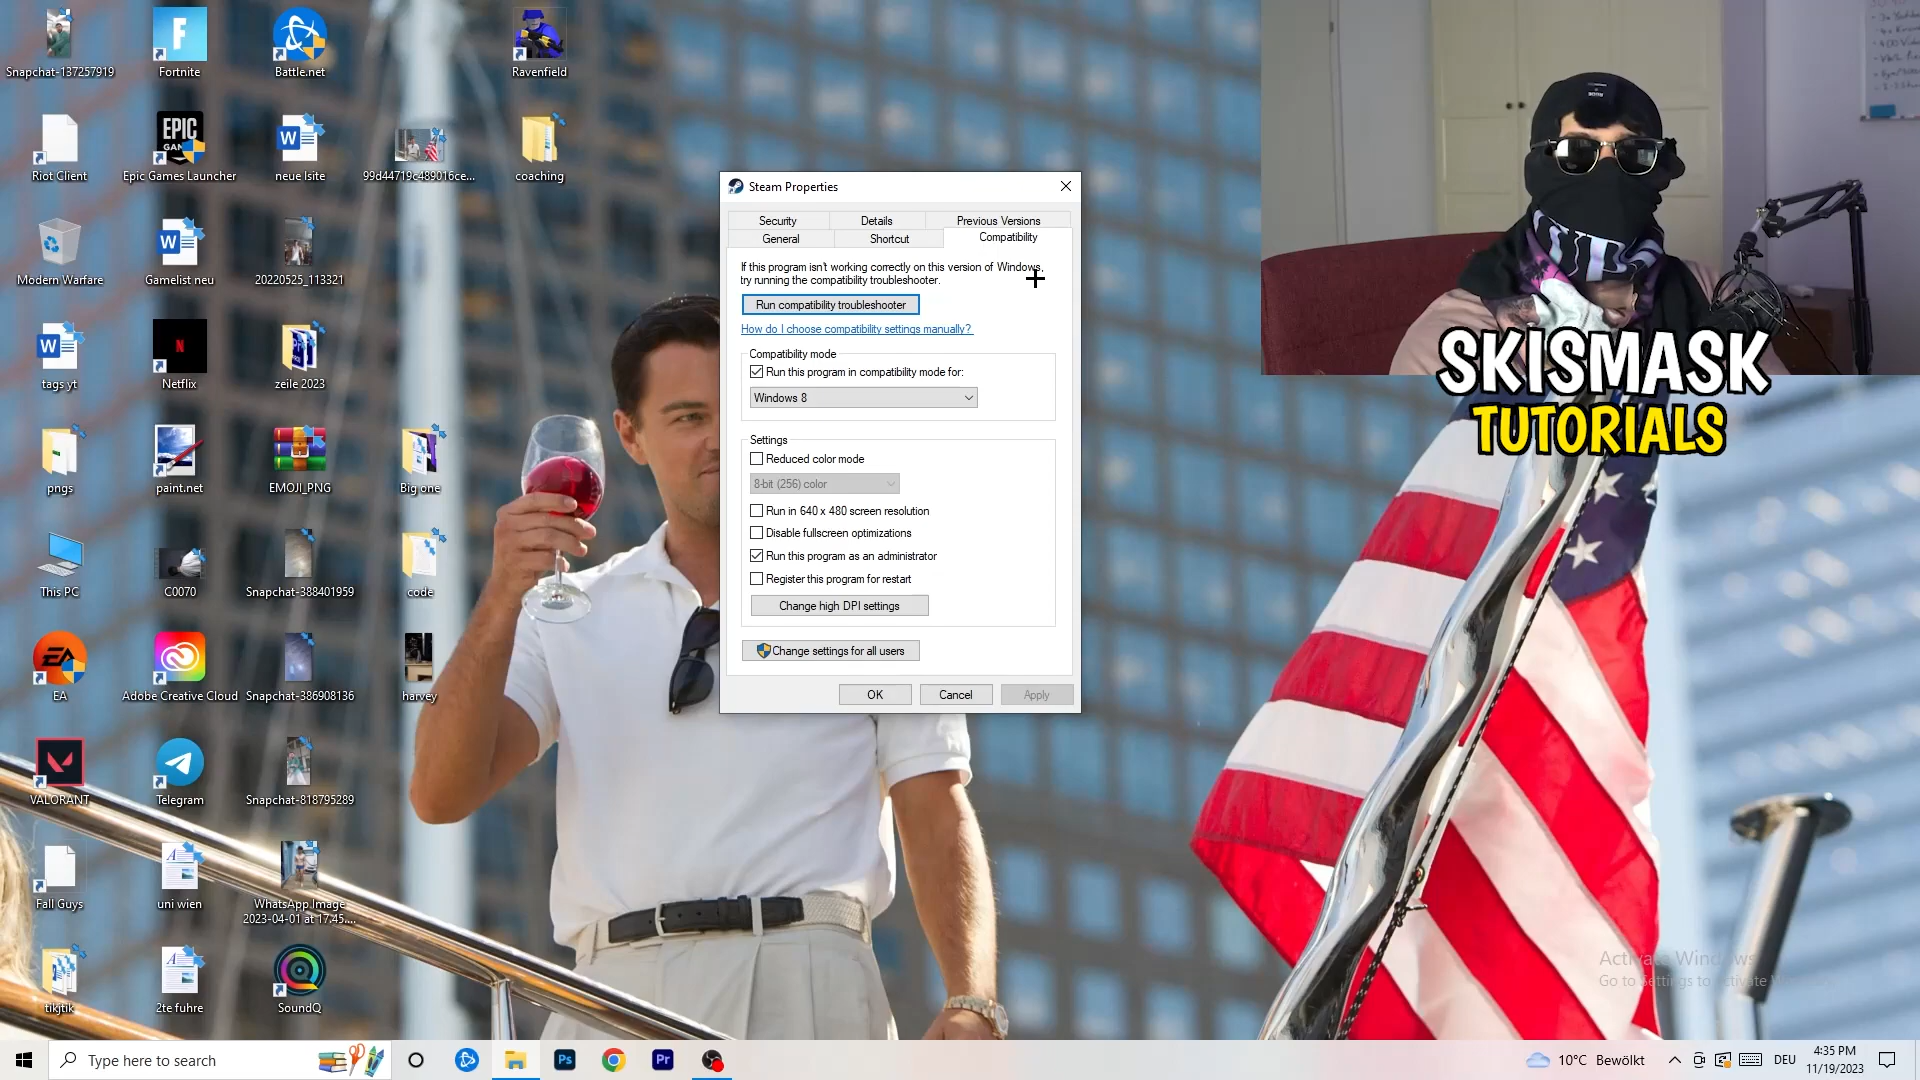 Snapchat-137257919
Fortnite
Battle.net
Ravenfield
Riot Client
EPIC
Epic Games Launcher
neue lsite
99d44719c489016ce...
coaching
Modern Warfare
Gamelist neu
20220525_113321
tags yt
Netflix
zeile 2023
pngs
paint.net
EMOJI_PNG
Big one
This PC
C0070
Snapchat-388401959
code
EA
Adobe Creative Cloud
Snapchat-386908136
harvey
VALORANT
Telegram
Snapchat-818795289
Fall Guys
uni wien
WhatsApp Image
2023-04-01 at 17.45....
tikjtik
2te fuhre
SoundQ
Steam Properties
Security
Details
Previous Versions
General
Shortcut
Compatibility
If this program isn't working correctly on this version of Windows,
try running the compatibility troubleshooter.
Run compatibility troubleshooter
How do I choose compatibility settings manually?
Compatibility mode
Run this program in compatibility mode for:
Windows 8
Settings
Reduced color mode
8-bit (256) color
Run in 640 x 480 screen resolution
Disable fullscreen optimizations
Run this program as an administrator
Register this program for restart
Change high DPI settings
Change settings for all users
OK
Cancel
Apply
SKISMASK
TUTORIALS
Activate Windows
Go to Settings to activate
Type here to search
Ps
Pr
10°C Bewölkt
DEU
4:35 PM
11/19/2023